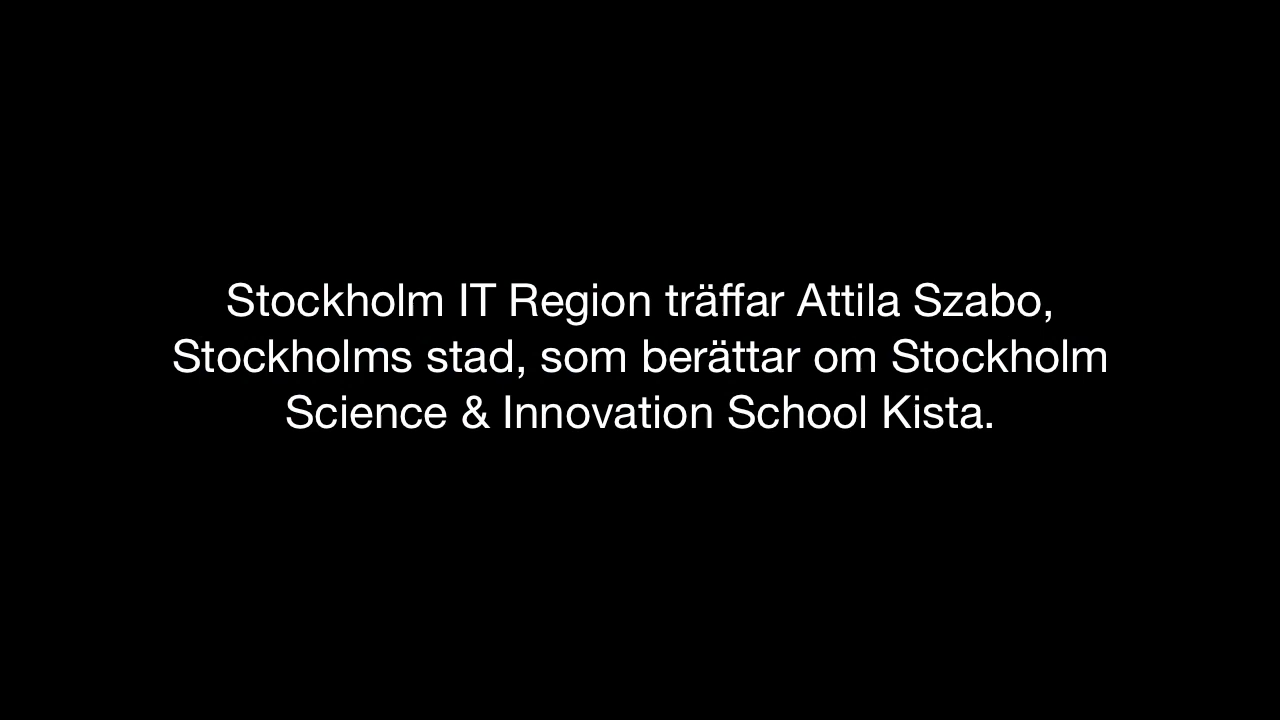 Stockholm IT Region träffar Attila Szabo,
Stockholms stad, som berättar om Stockholm
Science & Innovation School Kista.